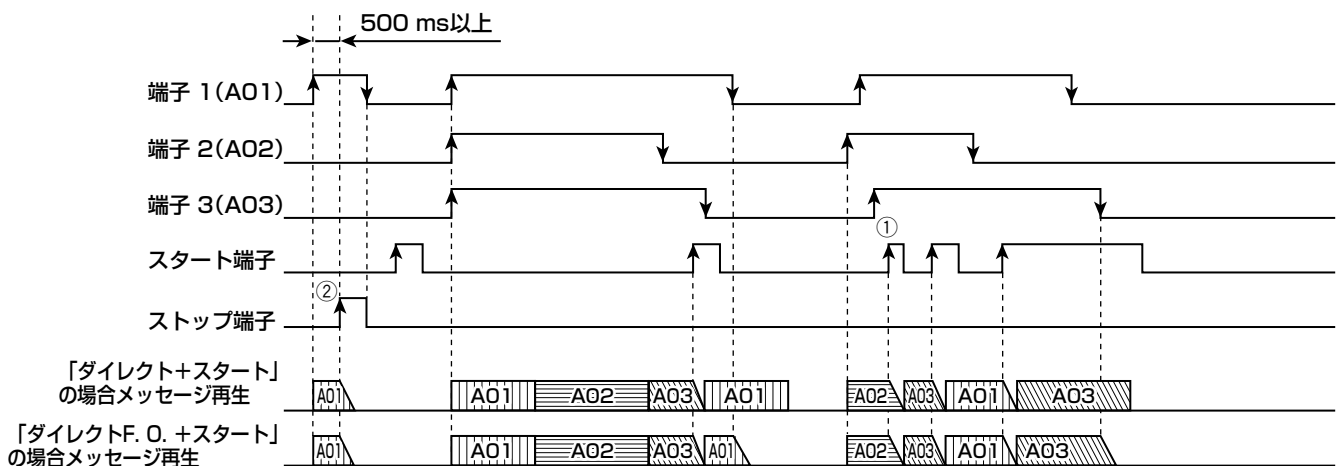 500 ms以上
端子 1(A01)
端子 2(A02)
端子 3(A03)
①
スタート端子
②
ストップ端子
「ダイレクト+スタート」
の場合メッセージ再生
A01 A01 A02 A03 A01 A02 A03 A01 A03
「ダイレクトF. O. +スタート」
の場合メッセージ再生
A01 A01 A02 A03 A01 A02 A03 A01 A03